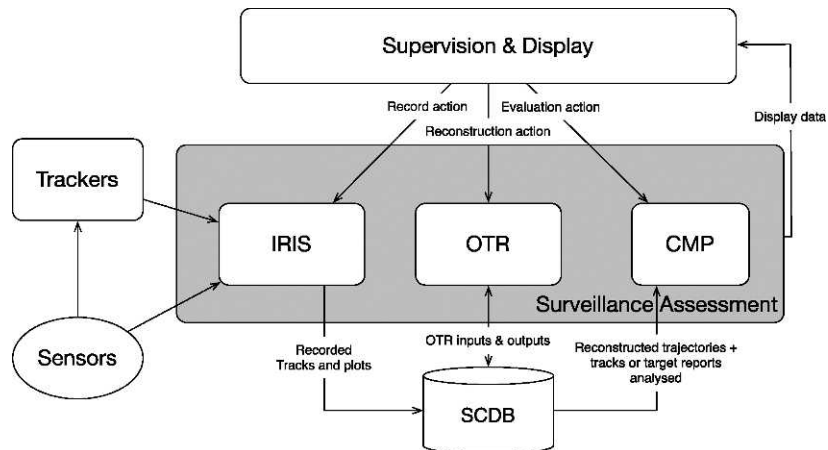 Supervision & Display
Record action
Evaluation action
Reconstruction action
Display data
Trackers
IRIS
OTR
CMP
Surveillance Assessment
Sensors
Recorded
Tracks and plots
OTR inputs & outputs
Reconstructed trajectories +
tracks or target reports
analysed
SCDB